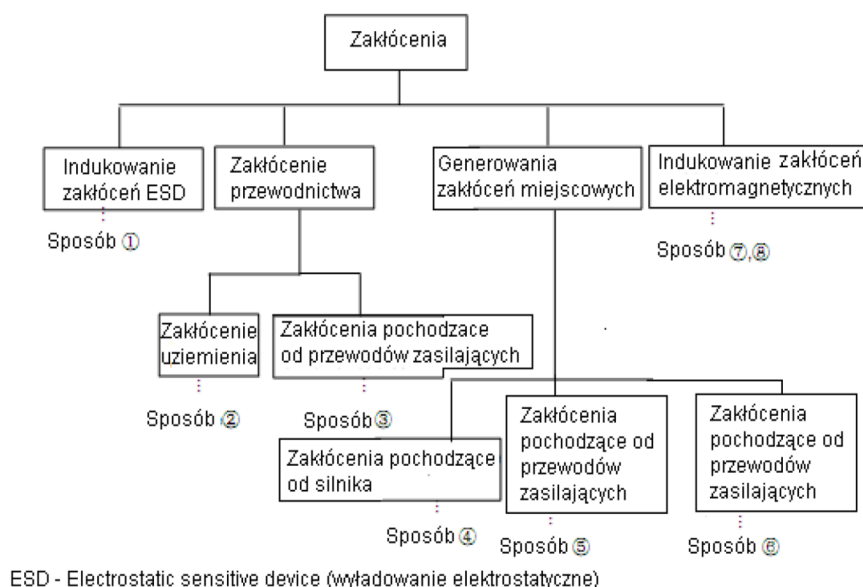 Zakłócenia
Indukowanie
zakłóceń ESD
Sposób ①
Zakłócenie
przewodnictwa
Generowania
zakłóceń miejscowych
Indukowanie zakłóceń
elektromagnetycznych
Sposób ⑦,⑧
Zakłócenie
uziemienia
Sposób ②
Zakłócenia pochodzace
od przewodów zasilających
Sposób ③
Zakłócenia pochodzące
od silnika
Sposób ④
Zakłócenia
pochodzące od
przewodów
zasilających
Sposób ⑤
Zakłócenia
pochodzące od
przewodów
zasilających
Sposób ⑥
ESD - Electrostatic sensitive device (wyładowanie elektrostatyczne)